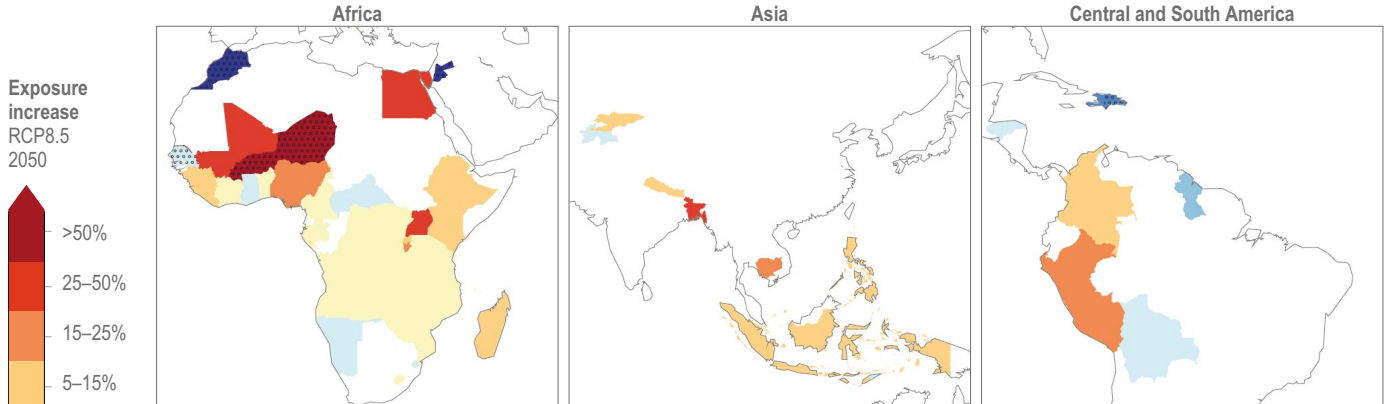 Africa
Asia
Central and South America
Exposure
increase
RCP8.5
2050
>50%
25–50%
15–25%
5–15%